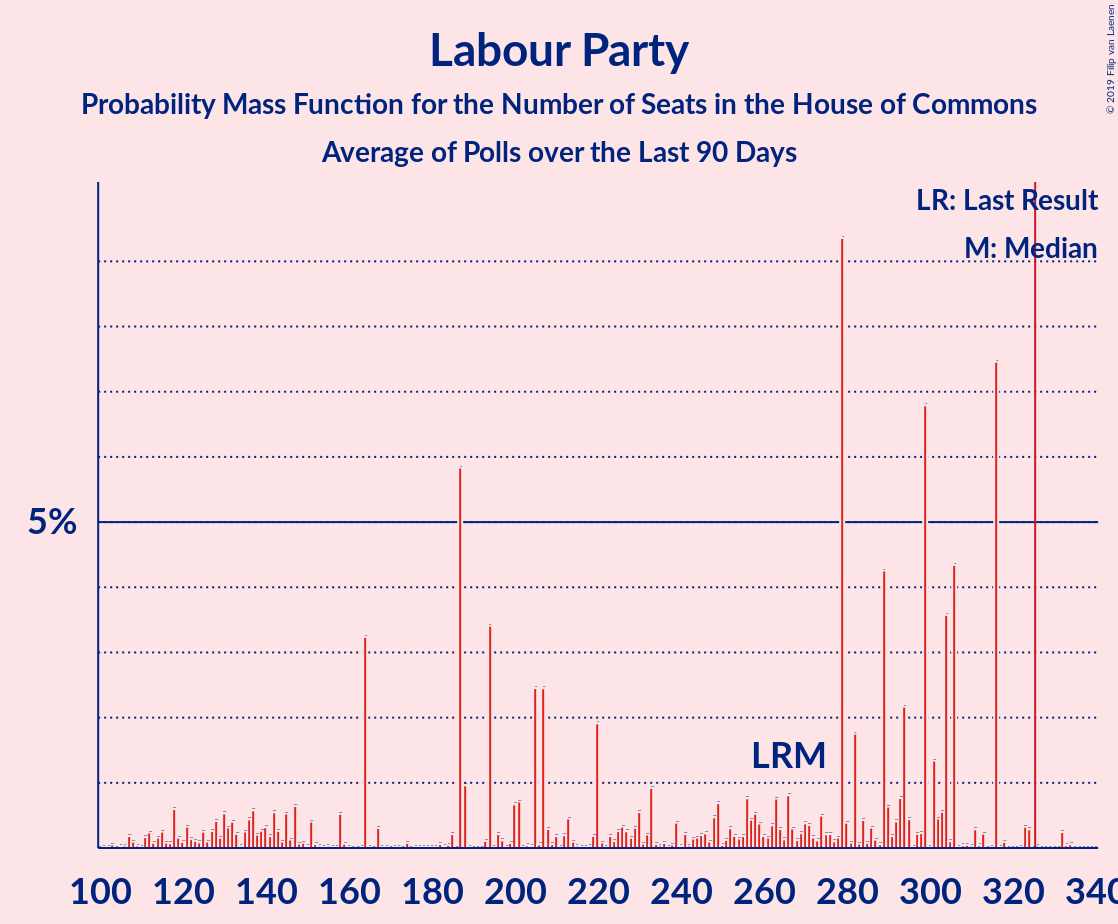 Labour Party
Probability Mass Function for the Number of Seats in the House of Commons
Average of Polls over the Last 90 Days
© 2019 Filip van Laenen
LR: Last Result
M: Median
5%
LRM
100 120 140 160 180 200 220 240 260 280 300 320 340